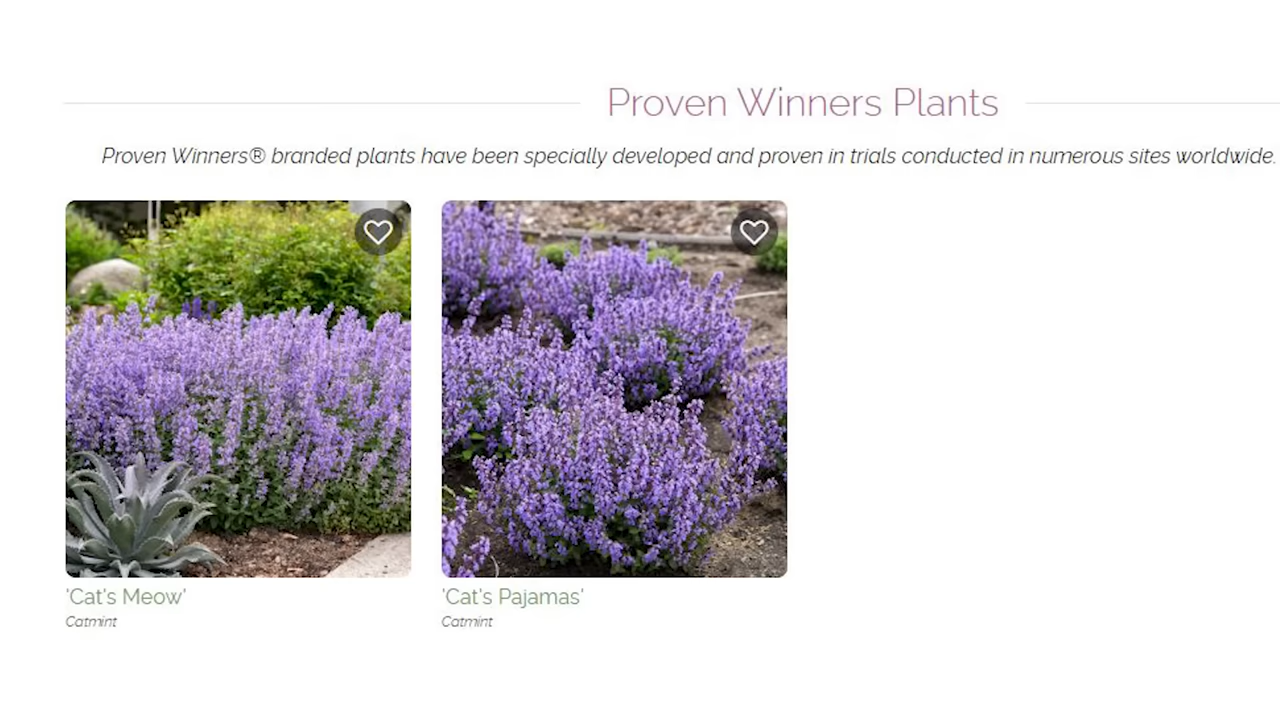 Proven Winners Plants
Proven Winners® branded plants have been specially developed and proven in trials conducted in numerous sites worldwide.
'Cat's Meow'
Catmint
'Cat's Pajamas'
Catmint